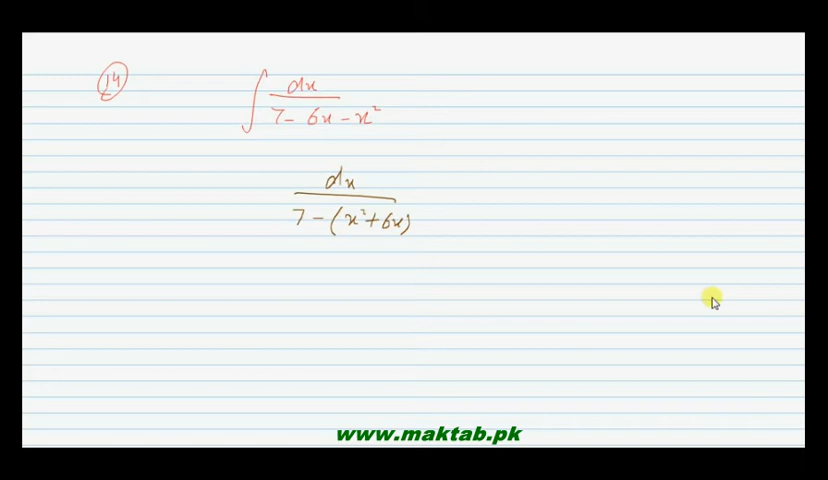 14
∫ dx / 7 - 6x - x²
dx / 7 - (x² + 6x)
www.maktab.pk